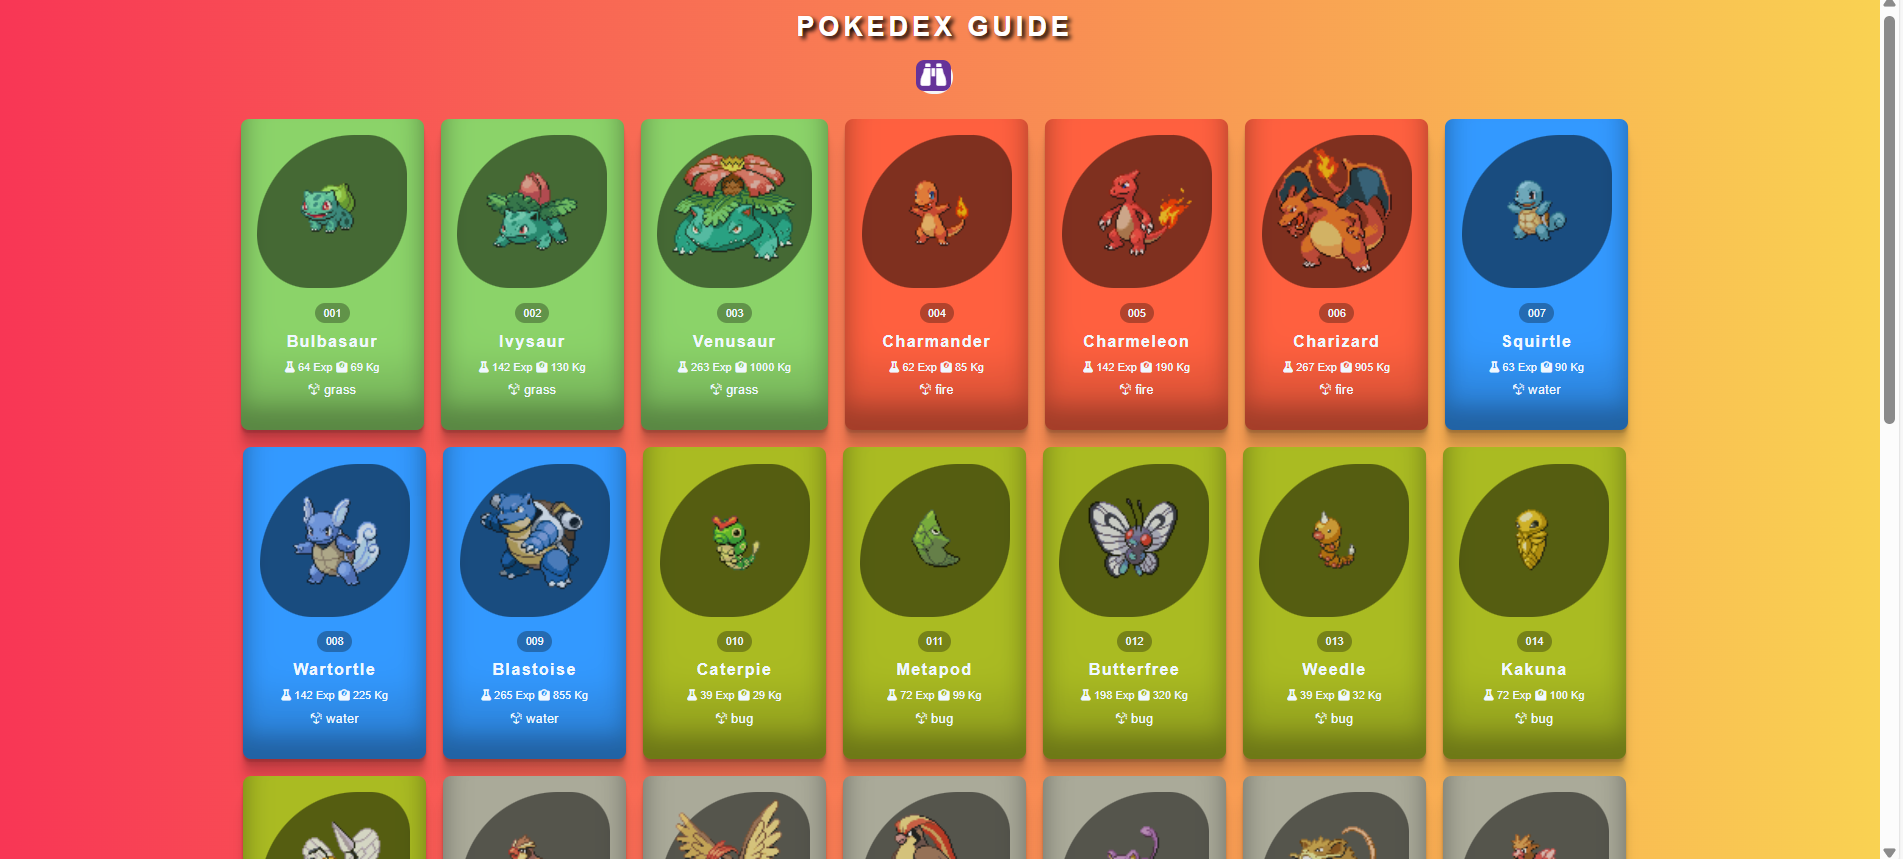 POKEDEX GUIDE
001 002 003 004 005 006 007
Bulbasaur Ivysaur Venusaur Charmander Charmeleon Charizard Squirtle
64 Exp 69 Kg 142 Exp 130 Kg 263 Exp 1000 Kg 62 Exp 85 Kg 142 Exp 190 Kg 267 Exp 905 Kg 63 Exp 90 Kg
grass grass grass fire fire fire water
008 009 010 011 012 013 014
Wartortle Blastoise Caterpie Metapod Butterfree Weedle Kakuna
142 Exp 225 Kg 265 Exp 855 Kg 39 Exp 29 Kg 72 Exp 99 Kg 198 Exp 320 Kg 39 Exp 32 Kg 72 Exp 100 Kg
water water bug bug bug bug bug